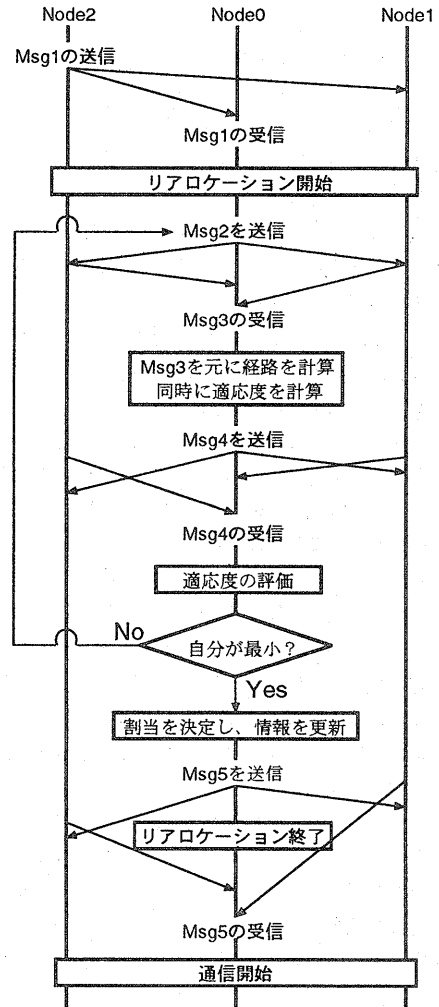 Node2 Node0 Node1
Msg1の送信
Msg1の受信
リアロケーション開始
Msg2を送信
Msg3の受信
Msg3を元に経路を計算
同時に適応度を計算
Msg4を送信
Msg4の受信
適応度の評価
No
自分が最小？
Yes
割当を決定し、情報を更新
Msg5を送信
リアロケーション終了
Msg5の受信
通信開始